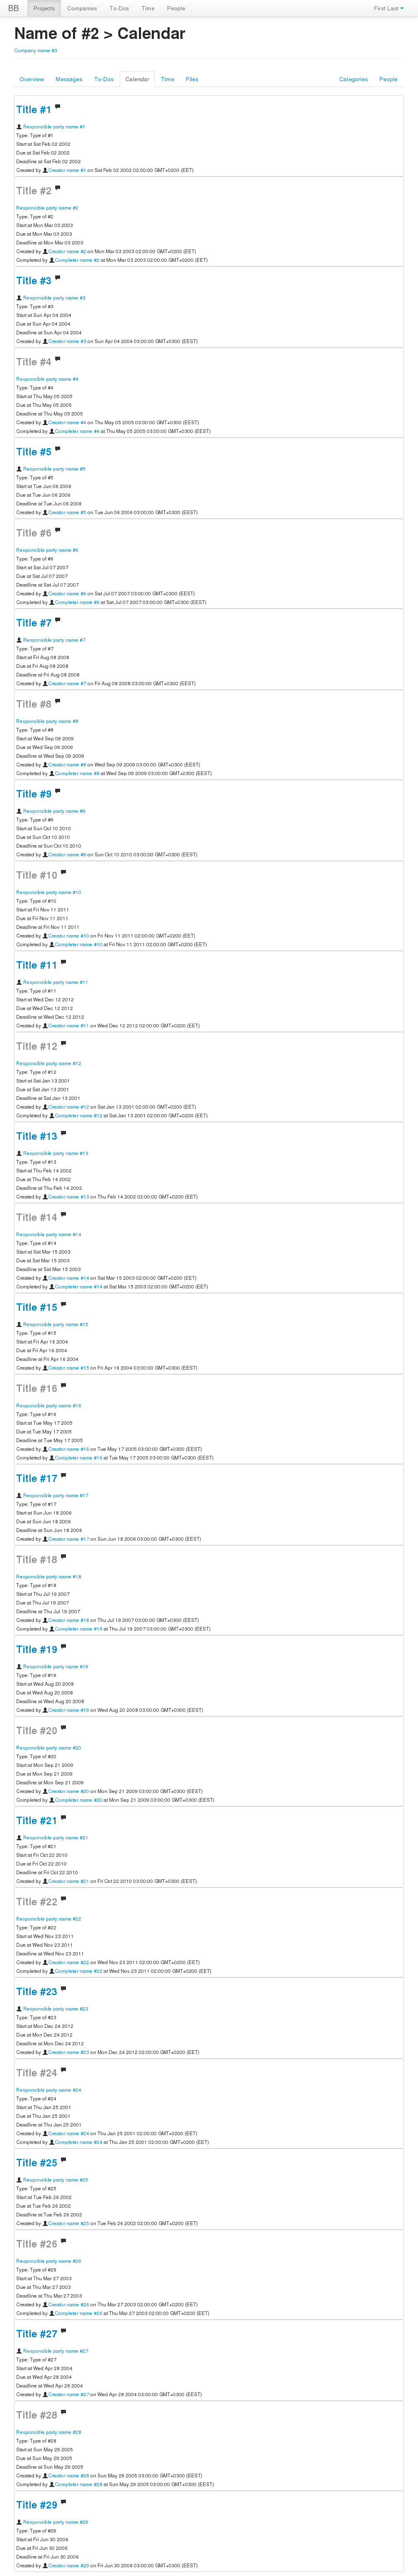 BB Projects Companies To-Dos Time People First Last
Name of #2 > Calendar
Company name #3
Overview Messages To-Dos Calendar Time Files Categories People
Title #1
Responsible party name #1
Type: Type of #1
Start at Sat Feb 02 2002
Due at Sat Feb 02 2002
Deadline at Sat Feb 02 2002
Created by Creator name #1 on Sat Feb 02 2002 02:00:00 GMT+0200 (EET)
Title #2
Responsible party name #2
Type: Type of #2
Start at Mon Mar 03 2003
Due at Mon Mar 03 2003
Deadline at Mon Mar 03 2003
Created by Creator name #2 on Mon Mar 03 2003 02:00:00 GMT+0200 (EET)
Completed by Completer name #2 at Mon Mar 03 2003 02:00:00 GMT+0200 (EET)
Title #3
Responsible party name #3
Type: Type of #3
Start at Sun Apr 04 2004
Due at Sun Apr 04 2004
Deadline at Sun Apr 04 2004
Created by Creator name #3 on Sun Apr 04 2004 03:00:00 GMT+0300 (EEST)
Title #4
Responsible party name #4
Type: Type of #4
Start at Thu May 05 2005
Due at Thu May 05 2005
Deadline at Thu May 05 2005
Created by Creator name #4 on Thu May 05 2005 03:00:00 GMT+0300 (EEST)
Completed by Completer name #4 at Thu May 05 2005 03:00:00 GMT+0300 (EEST)
Title #5
Responsible party name #5
Type: Type of #5
Start at Tue Jun 06 2006
Due at Tue Jun 06 2006
Deadline at Tue Jun 06 2006
Created by Creator name #5 on Tue Jun 06 2006 03:00:00 GMT+0300 (EEST)
Title #6
Responsible party name #6
Type: Type of #6
Start at Sat Jul 07 2007
Due at Sat Jul 07 2007
Deadline at Sat Jul 07 2007
Created by Creator name #6 on Sat Jul 07 2007 03:00:00 GMT+0300 (EEST)
Completed by Completer name #6 at Sat Jul 07 2007 03:00:00 GMT+0300 (EEST)
Title #7
Responsible party name #7
Type: Type of #7
Start at Fri Aug 08 2008
Due at Fri Aug 08 2008
Deadline at Fri Aug 08 2008
Created by Creator name #7 on Fri Aug 08 2008 03:00:00 GMT+0300 (EEST)
Title #8
Responsible party name #8
Type: Type of #8
Start at Wed Sep 09 2009
Due at Wed Sep 09 2009
Deadline at Wed Sep 09 2009
Created by Creator name #8 on Wed Sep 09 2009 03:00:00 GMT+0300 (EEST)
Completed by Completer name #8 at Wed Sep 09 2009 03:00:00 GMT+0300 (EEST)
Title #9
Responsible party name #9
Type: Type of #9
Start at Sun Oct 10 2010
Due at Sun Oct 10 2010
Deadline at Sun Oct 10 2010
Created by Creator name #9 on Sun Oct 10 2010 03:00:00 GMT+0300 (EEST)
Title #10
Responsible party name #10
Type: Type of #10
Start at Fri Nov 11 2011
Due at Fri Nov 11 2011
Deadline at Fri Nov 11 2011
Created by Creator name #10 on Fri Nov 11 2011 02:00:00 GMT+0200 (EET)
Completed by Completer name #10 at Fri Nov 11 2011 02:00:00 GMT+0200 (EET)
Title #11
Responsible party name #11
Type: Type of #11
Start at Wed Dec 12 2012
Due at Wed Dec 12 2012
Deadline at Wed Dec 12 2012
Created by Creator name #11 on Wed Dec 12 2012 02:00:00 GMT+0200 (EET)
Title #12
Responsible party name #12
Type: Type of #12
Start at Sat Jan 13 2001
Due at Sat Jan 13 2001
Deadline at Sat Jan 13 2001
Created by Creator name #12 on Sat Jan 13 2001 02:00:00 GMT+0200 (EET)
Completed by Completer name #12 at Sat Jan 13 2001 02:00:00 GMT+0200 (EET)
Title #13
Responsible party name #13
Type: Type of #13
Start at Thu Feb 14 2002
Due at Thu Feb 14 2002
Deadline at Thu Feb 14 2002
Created by Creator name #13 on Thu Feb 14 2002 02:00:00 GMT+0200 (EET)
Title #14
Responsible party name #14
Type: Type of #14
Start at Sat Mar 15 2003
Due at Sat Mar 15 2003
Deadline at Sat Mar 15 2003
Created by Creator name #14 on Sat Mar 15 2003 02:00:00 GMT+0200 (EET)
Completed by Completer name #14 at Sat Mar 15 2003 02:00:00 GMT+0200 (EET)
Title #15
Responsible party name #15
Type: Type of #15
Start at Fri Apr 16 2004
Due at Fri Apr 16 2004
Deadline at Fri Apr 16 2004
Created by Creator name #15 on Fri Apr 16 2004 03:00:00 GMT+0300 (EEST)
Title #16
Responsible party name #16
Type: Type of #16
Start at Tue May 17 2005
Due at Tue May 17 2005
Deadline at Tue May 17 2005
Created by Creator name #16 on Tue May 17 2005 03:00:00 GMT+0300 (EEST)
Completed by Completer name #16 at Tue May 17 2005 03:00:00 GMT+0300 (EEST)
Title #17
Responsible party name #17
Type: Type of #17
Start at Sun Jun 18 2006
Due at Sun Jun 18 2006
Deadline at Sun Jun 18 2006
Created by Creator name #17 on Sun Jun 18 2006 03:00:00 GMT+0300 (EEST)
Title #18
Responsible party name #18
Type: Type of #18
Start at Thu Jul 19 2007
Due at Thu Jul 19 2007
Deadline at Thu Jul 19 2007
Created by Creator name #18 on Thu Jul 19 2007 03:00:00 GMT+0300 (EEST)
Completed by Completer name #18 at Thu Jul 19 2007 03:00:00 GMT+0300 (EEST)
Title #19
Responsible party name #19
Type: Type of #19
Start at Wed Aug 20 2008
Due at Wed Aug 20 2008
Deadline at Wed Aug 20 2008
Created by Creator name #19 on Wed Aug 20 2008 03:00:00 GMT+0300 (EEST)
Title #20
Responsible party name #20
Type: Type of #20
Start at Mon Sep 21 2009
Due at Mon Sep 21 2009
Deadline at Mon Sep 21 2009
Created by Creator name #20 on Mon Sep 21 2009 03:00:00 GMT+0300 (EEST)
Completed by Completer name #20 at Mon Sep 21 2009 03:00:00 GMT+0300 (EEST)
Title #21
Responsible party name #21
Type: Type of #21
Start at Fri Oct 22 2010
Due at Fri Oct 22 2010
Deadline at Fri Oct 22 2010
Created by Creator name #21 on Fri Oct 22 2010 03:00:00 GMT+0300 (EEST)
Title #22
Responsible party name #22
Type: Type of #22
Start at Wed Nov 23 2011
Due at Wed Nov 23 2011
Deadline at Wed Nov 23 2011
Created by Creator name #22 on Wed Nov 23 2011 02:00:00 GMT+0200 (EET)
Completed by Completer name #22 at Wed Nov 23 2011 02:00:00 GMT+0200 (EET)
Title #23
Responsible party name #23
Type: Type of #23
Start at Mon Dec 24 2012
Due at Mon Dec 24 2012
Deadline at Mon Dec 24 2012
Created by Creator name #23 on Mon Dec 24 2012 02:00:00 GMT+0200 (EET)
Title #24
Responsible party name #24
Type: Type of #24
Start at Thu Jan 25 2001
Due at Thu Jan 25 2001
Deadline at Thu Jan 25 2001
Created by Creator name #24 on Thu Jan 25 2001 02:00:00 GMT+0200 (EET)
Completed by Completer name #24 at Thu Jan 25 2001 02:00:00 GMT+0200 (EET)
Title #25
Responsible party name #25
Type: Type of #25
Start at Tue Feb 26 2002
Due at Tue Feb 26 2002
Deadline at Tue Feb 26 2002
Created by Creator name #25 on Tue Feb 26 2002 02:00:00 GMT+0200 (EET)
Title #26
Responsible party name #26
Type: Type of #26
Start at Thu Mar 27 2003
Due at Thu Mar 27 2003
Deadline at Thu Mar 27 2003
Created by Creator name #26 on Thu Mar 27 2003 02:00:00 GMT+0200 (EET)
Completed by Completer name #26 at Thu Mar 27 2003 02:00:00 GMT+0200 (EET)
Title #27
Responsible party name #27
Type: Type of #27
Start at Wed Apr 28 2004
Due at Wed Apr 28 2004
Deadline at Wed Apr 28 2004
Created by Creator name #27 on Wed Apr 28 2004 03:00:00 GMT+0300 (EEST)
Title #28
Responsible party name #28
Type: Type of #28
Start at Sun May 29 2005
Due at Sun May 29 2005
Deadline at Sun May 29 2005
Created by Creator name #28 on Sun May 29 2005 03:00:00 GMT+0300 (EEST)
Completed by Completer name #28 at Sun May 29 2005 03:00:00 GMT+0300 (EEST)
Title #29
Responsible party name #29
Type: Type of #29
Start at Fri Jun 30 2006
Due at Fri Jun 30 2006
Deadline at Fri Jun 30 2006
Created by Creator name #29 on Fri Jun 30 2006 03:00:00 GMT+0300 (EEST)